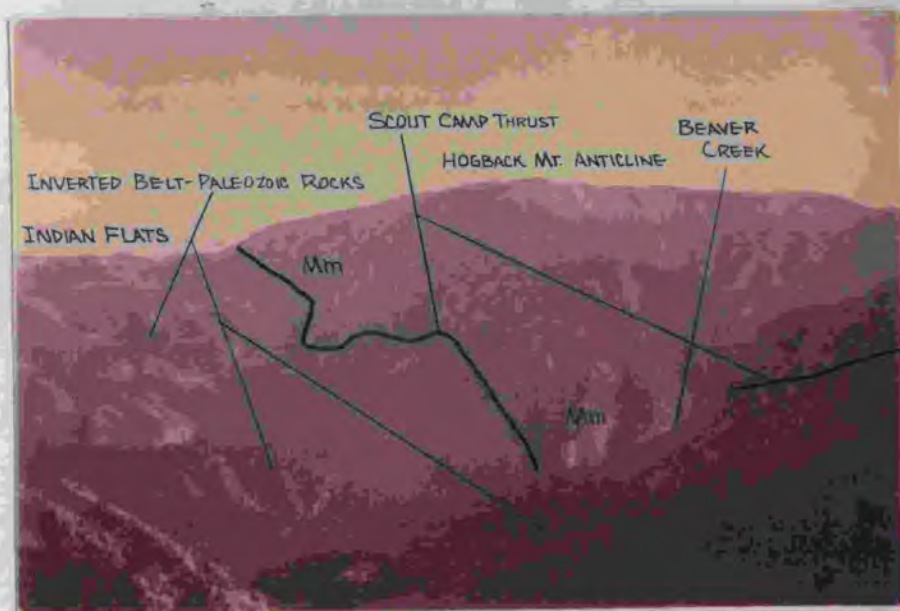 SCOUT CAMP THRUST
BEAVER
CREEK
HOGBACK MT. ANTICLINE
INVERTED BELT-PALEOZOIC ROCKS
INDIAN FLATS
Mm
Mm